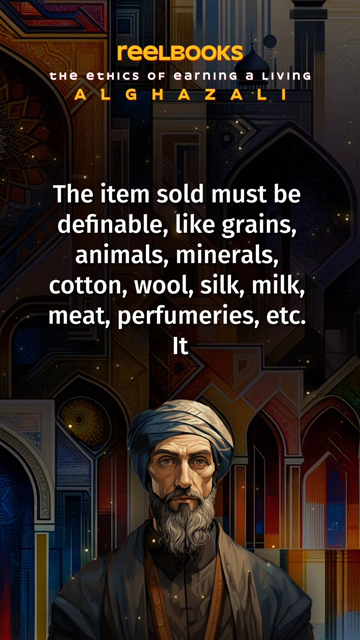 reelBOOKS
the ethics of earning a living
ALGHAZALI
The item sold must be
definable, like grains,
animals, minerals,
cotton, wool, silk, milk,
meat, perfumeries, etc.
It